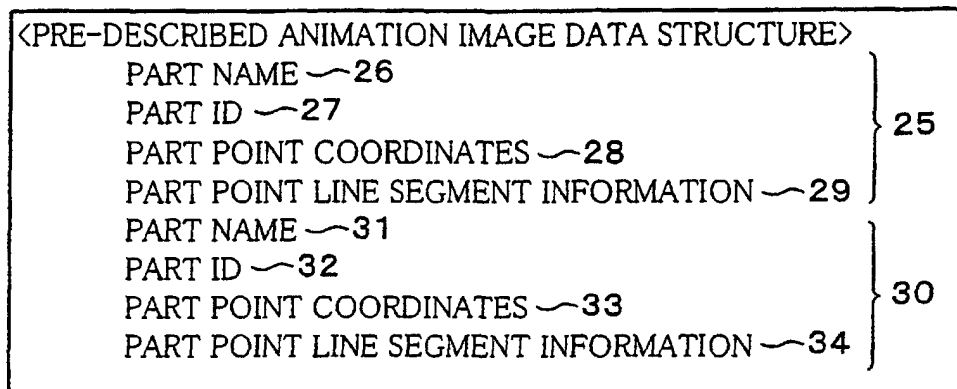 <PRE-DESCRIBED ANIMATION IMAGE DATA STRUCTURE>
PART NAME 26
PART ID 27
PART POINT COORDINATES 28
PART POINT LINE SEGMENT INFORMATION 29
25
PART NAME 31
PART ID 32
PART POINT COORDINATES 33
PART POINT LINE SEGMENT INFORMATION 34
30